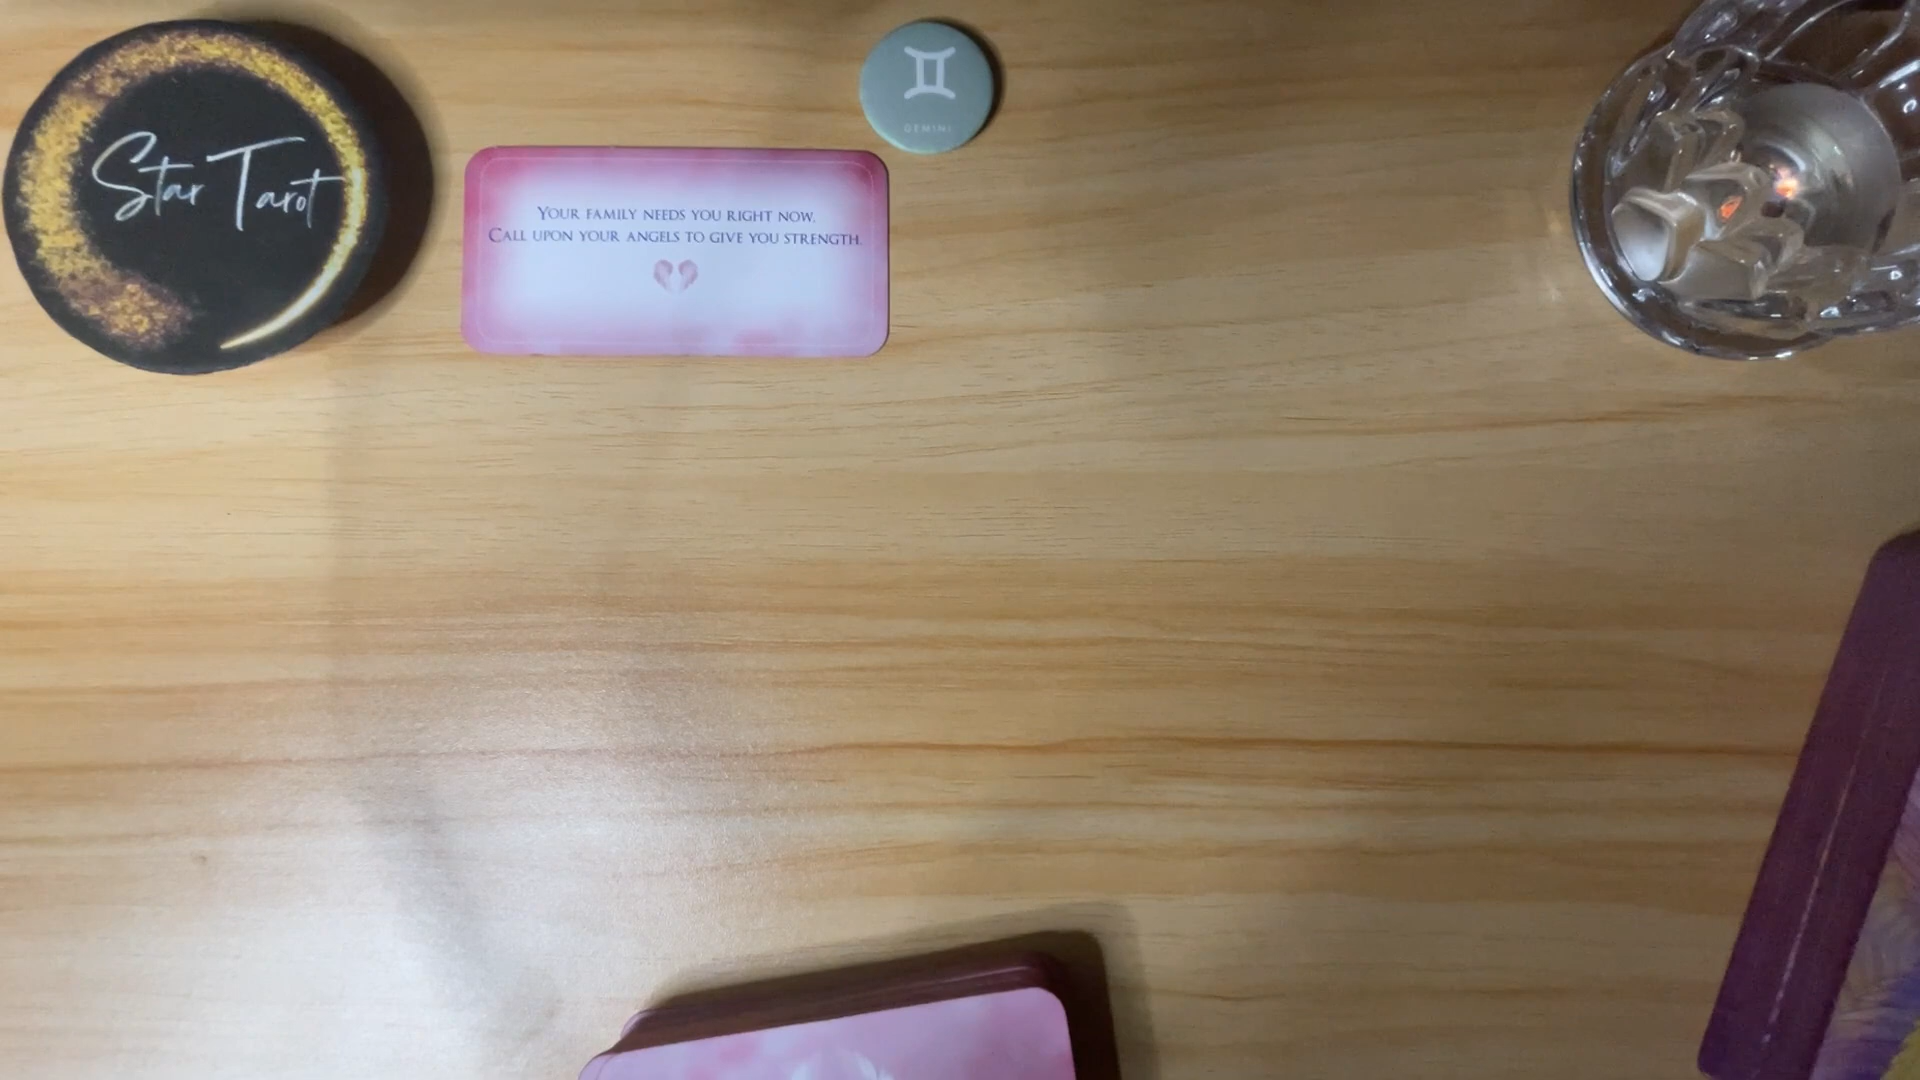 Star Tarot
GEMINI
YOUR FAMILY NEEDS YOU RIGHT NOW.
CALL UPON YOUR ANGELS TO GIVE YOU STRENGTH.